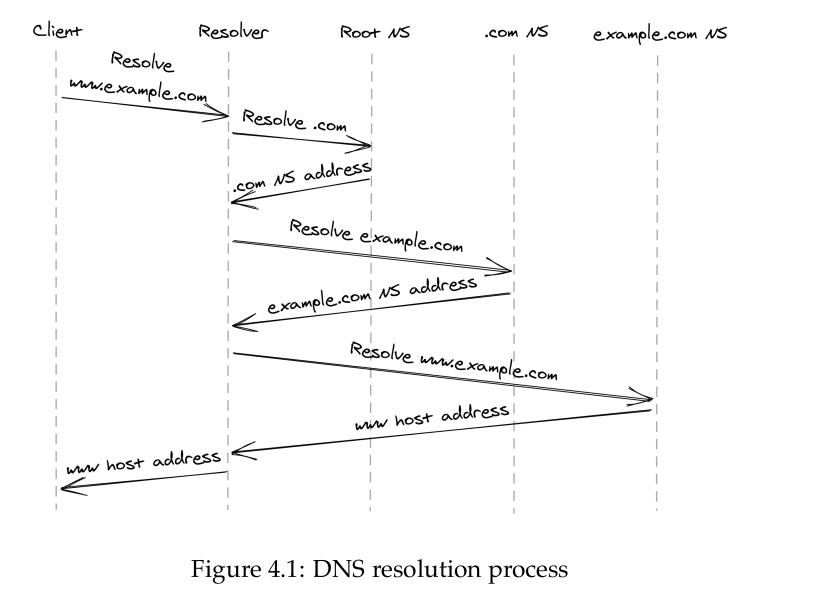 Client Resolver Root NS .com NS example.com NS
Resolve
www.example.com
Resolve .com
.com NS address
Resolve example.com
example.com NS address
Resolve www.example.com
www host address
www host address
Figure 4.1: DNS resolution process